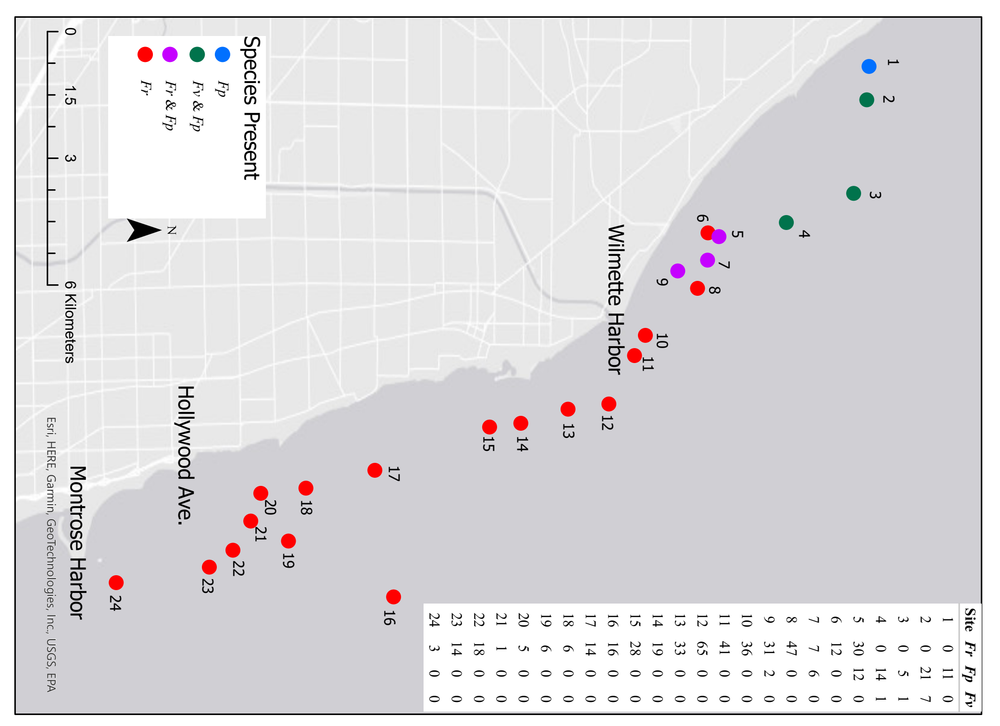 Species Present
Fp
Fv & Fp
Fr & Fp
Fr
N
0 1.5 3 6 Kilometers
1
2
3
4
5
6
7
8
9
10
11
12
13
14
15
16
17
18
19
20
21
22
23
24
Wilmette Harbor
Hollywood Ave.
Montrose Harbor
Site Fr Fp Fv
1 0 11 0
2 0 21 7
3 0 5 1
4 0 14 1
5 30 12 0
6 12 0 0
7 7 6 0
8 47 0 0
9 31 2 0
10 36 0 0
11 41 0 0
12 65 0 0
13 33 0 0
14 19 0 0
15 28 0 0
16 16 0 0
17 14 0 0
18 6 0 0
19 6 0 0
20 5 0 0
21 1 0 0
22 18 0 0
23 14 0 0
24 3 0 0
Esri, HERE, Garmin, GeoTechnologies, Inc., USGS, EPA